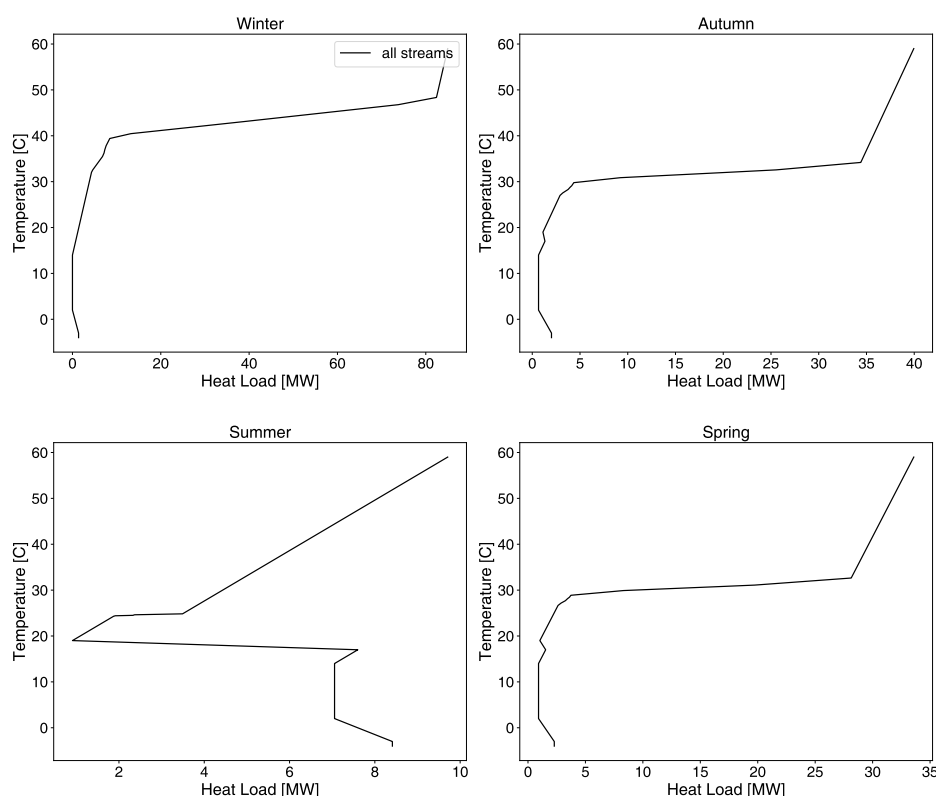 Winter
all streams
60
50
40
30
20
10
0
Temperature [C]
0 20 40 60 80
Heat Load [MW]
Autumn
60
50
40
30
20
10
0
Temperature [C]
0 5 10 15 20 25 30 35 40
Heat Load [MW]
Summer
60
50
40
30
20
10
0
Temperature [C]
2 4 6 8 10
Heat Load [MW]
Spring
60
50
40
30
20
10
0
Temperature [C]
0 5 10 15 20 25 30 35
Heat Load [MW]